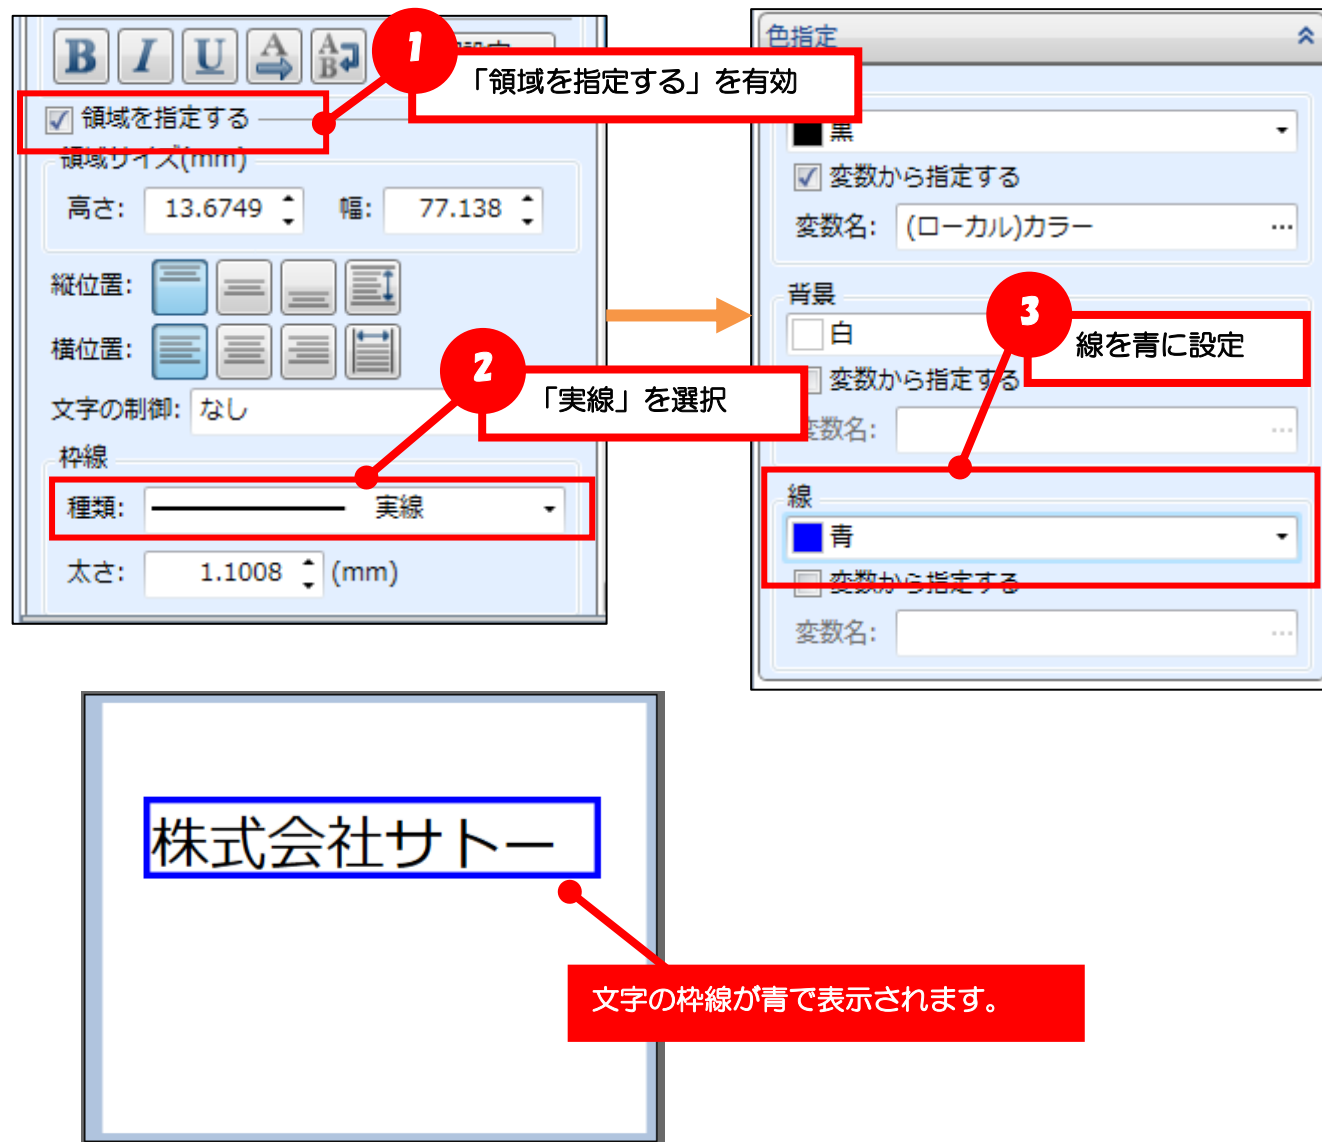 B I U A A B
1
「領域を指定する」を有効
領域を指定する
領域サイズ(mm)
高さ: 13.6749 幅: 77.138
縦位置:
横位置:
文字の制御: なし
2
「実線」を選択
枠線
種類: 実線
太さ: 1.1008 (mm)
色指定
黒
変数から指定する
変数名: (ローカル)カラー ...
背景
白
3
線を青に設定
変数から指定する
変数名: ...
線
青
変数から指定する
変数名: ...
株式会社サトー
文字の枠線が青で表示されます。